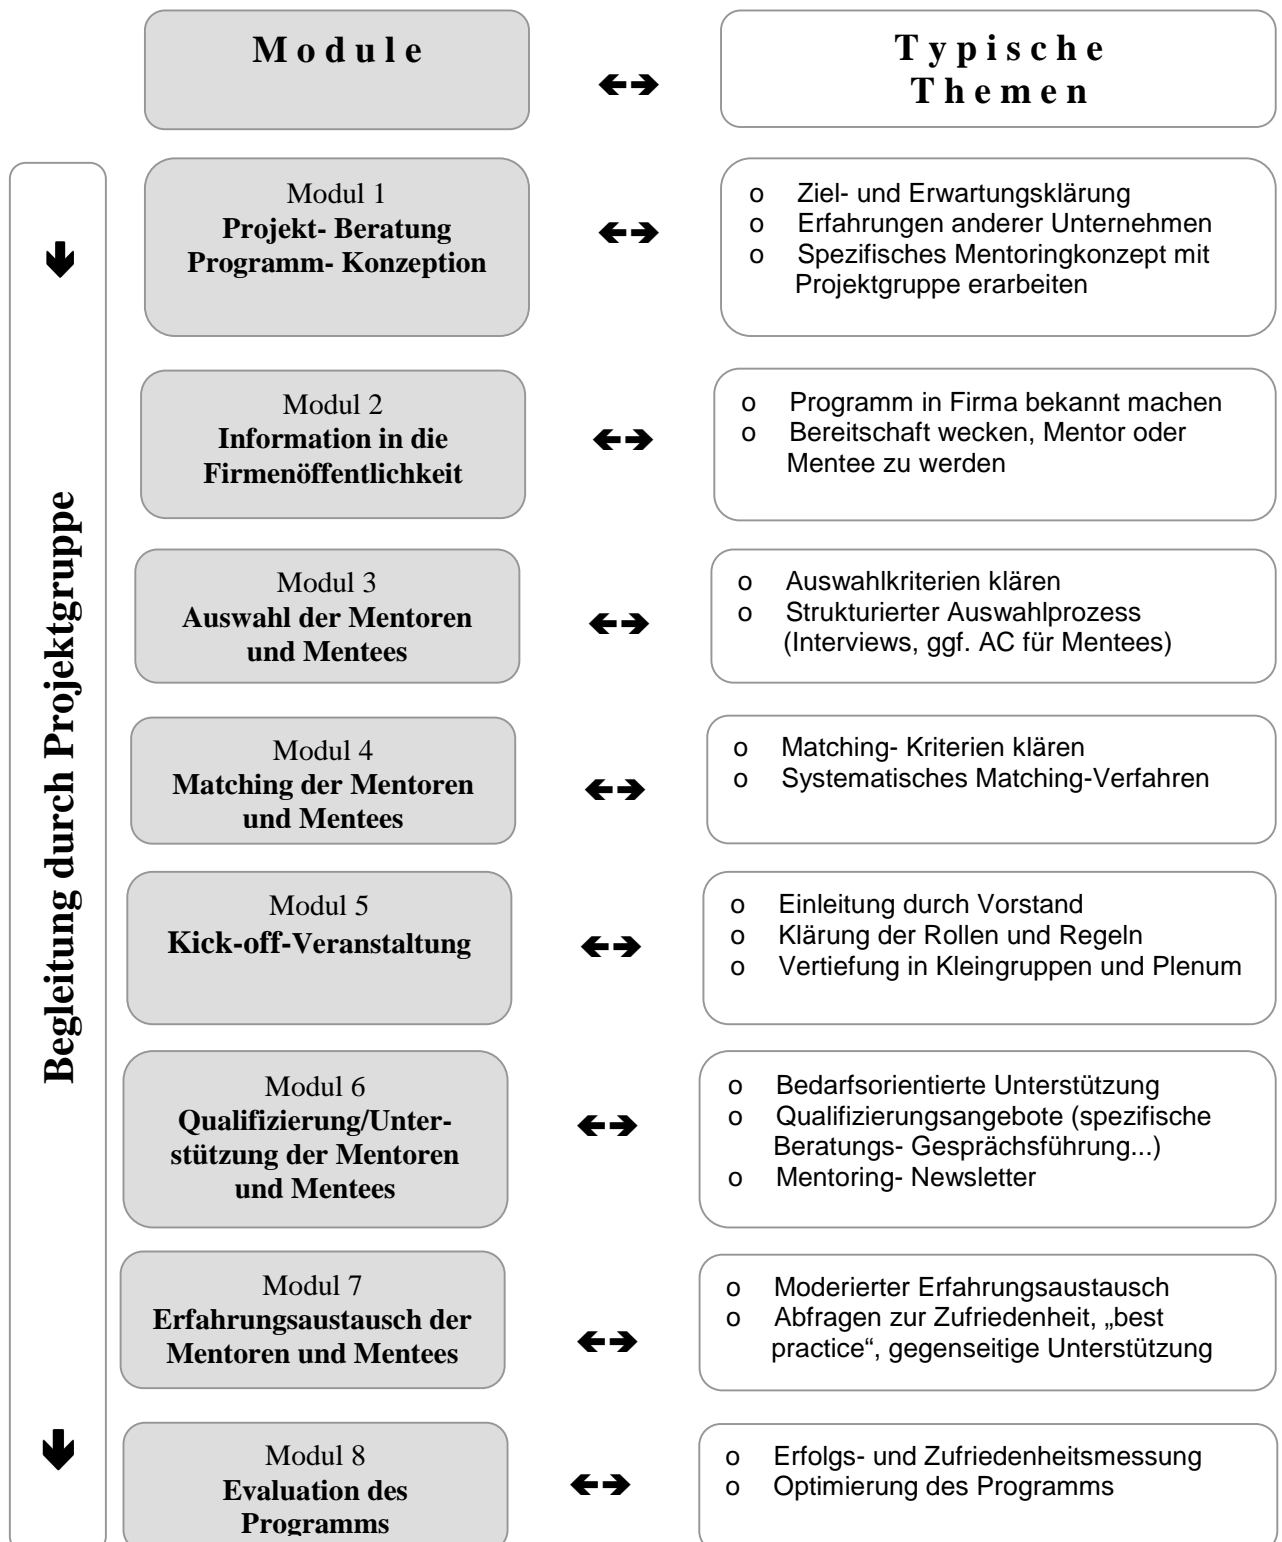 M o d u l e
T y p i s c h e
T h e m e n
Begleitung durch Projektgruppe
Modul 1
Projekt- Beratung
Programm- Konzeption
o Ziel- und Erwartungsklärung
o Erfahrungen anderer Unternehmen
o Spezifisches Mentoringkonzept mit
Projektgruppe erarbeiten
Modul 2
Information in die
Firmenöffentlichkeit
o Programm in Firma bekannt machen
o Bereitschaft wecken, Mentor oder
Mentee zu werden
Modul 3
Auswahl der Mentoren
und Mentees
o Auswahlkriterien klären
o Strukturierter Auswahlprozess
(Interviews, ggf. AC für Mentees)
Modul 4
Matching der Mentoren
und Mentees
o Matching- Kriterien klären
o Systematisches Matching-Verfahren
Modul 5
Kick-off-Veranstaltung
o Einleitung durch Vorstand
o Klärung der Rollen und Regeln
o Vertiefung in Kleingruppen und Plenum
Modul 6
Qualifizierung/Unter-
stützung der Mentoren
und Mentees
o Bedarfsorientierte Unterstützung
o Qualifizierungsangebote (spezifische
Beratungs- Gesprächsführung...)
o Mentoring- Newsletter
Modul 7
Erfahrungsaustausch der
Mentoren und Mentees
o Moderierter Erfahrungsaustausch
o Abfragen zur Zufriedenheit, „best
practice“, gegenseitige Unterstützung
Modul 8
Evaluation des
Programms
o Erfolgs- und Zufriedenheitsmessung
o Optimierung des Programms